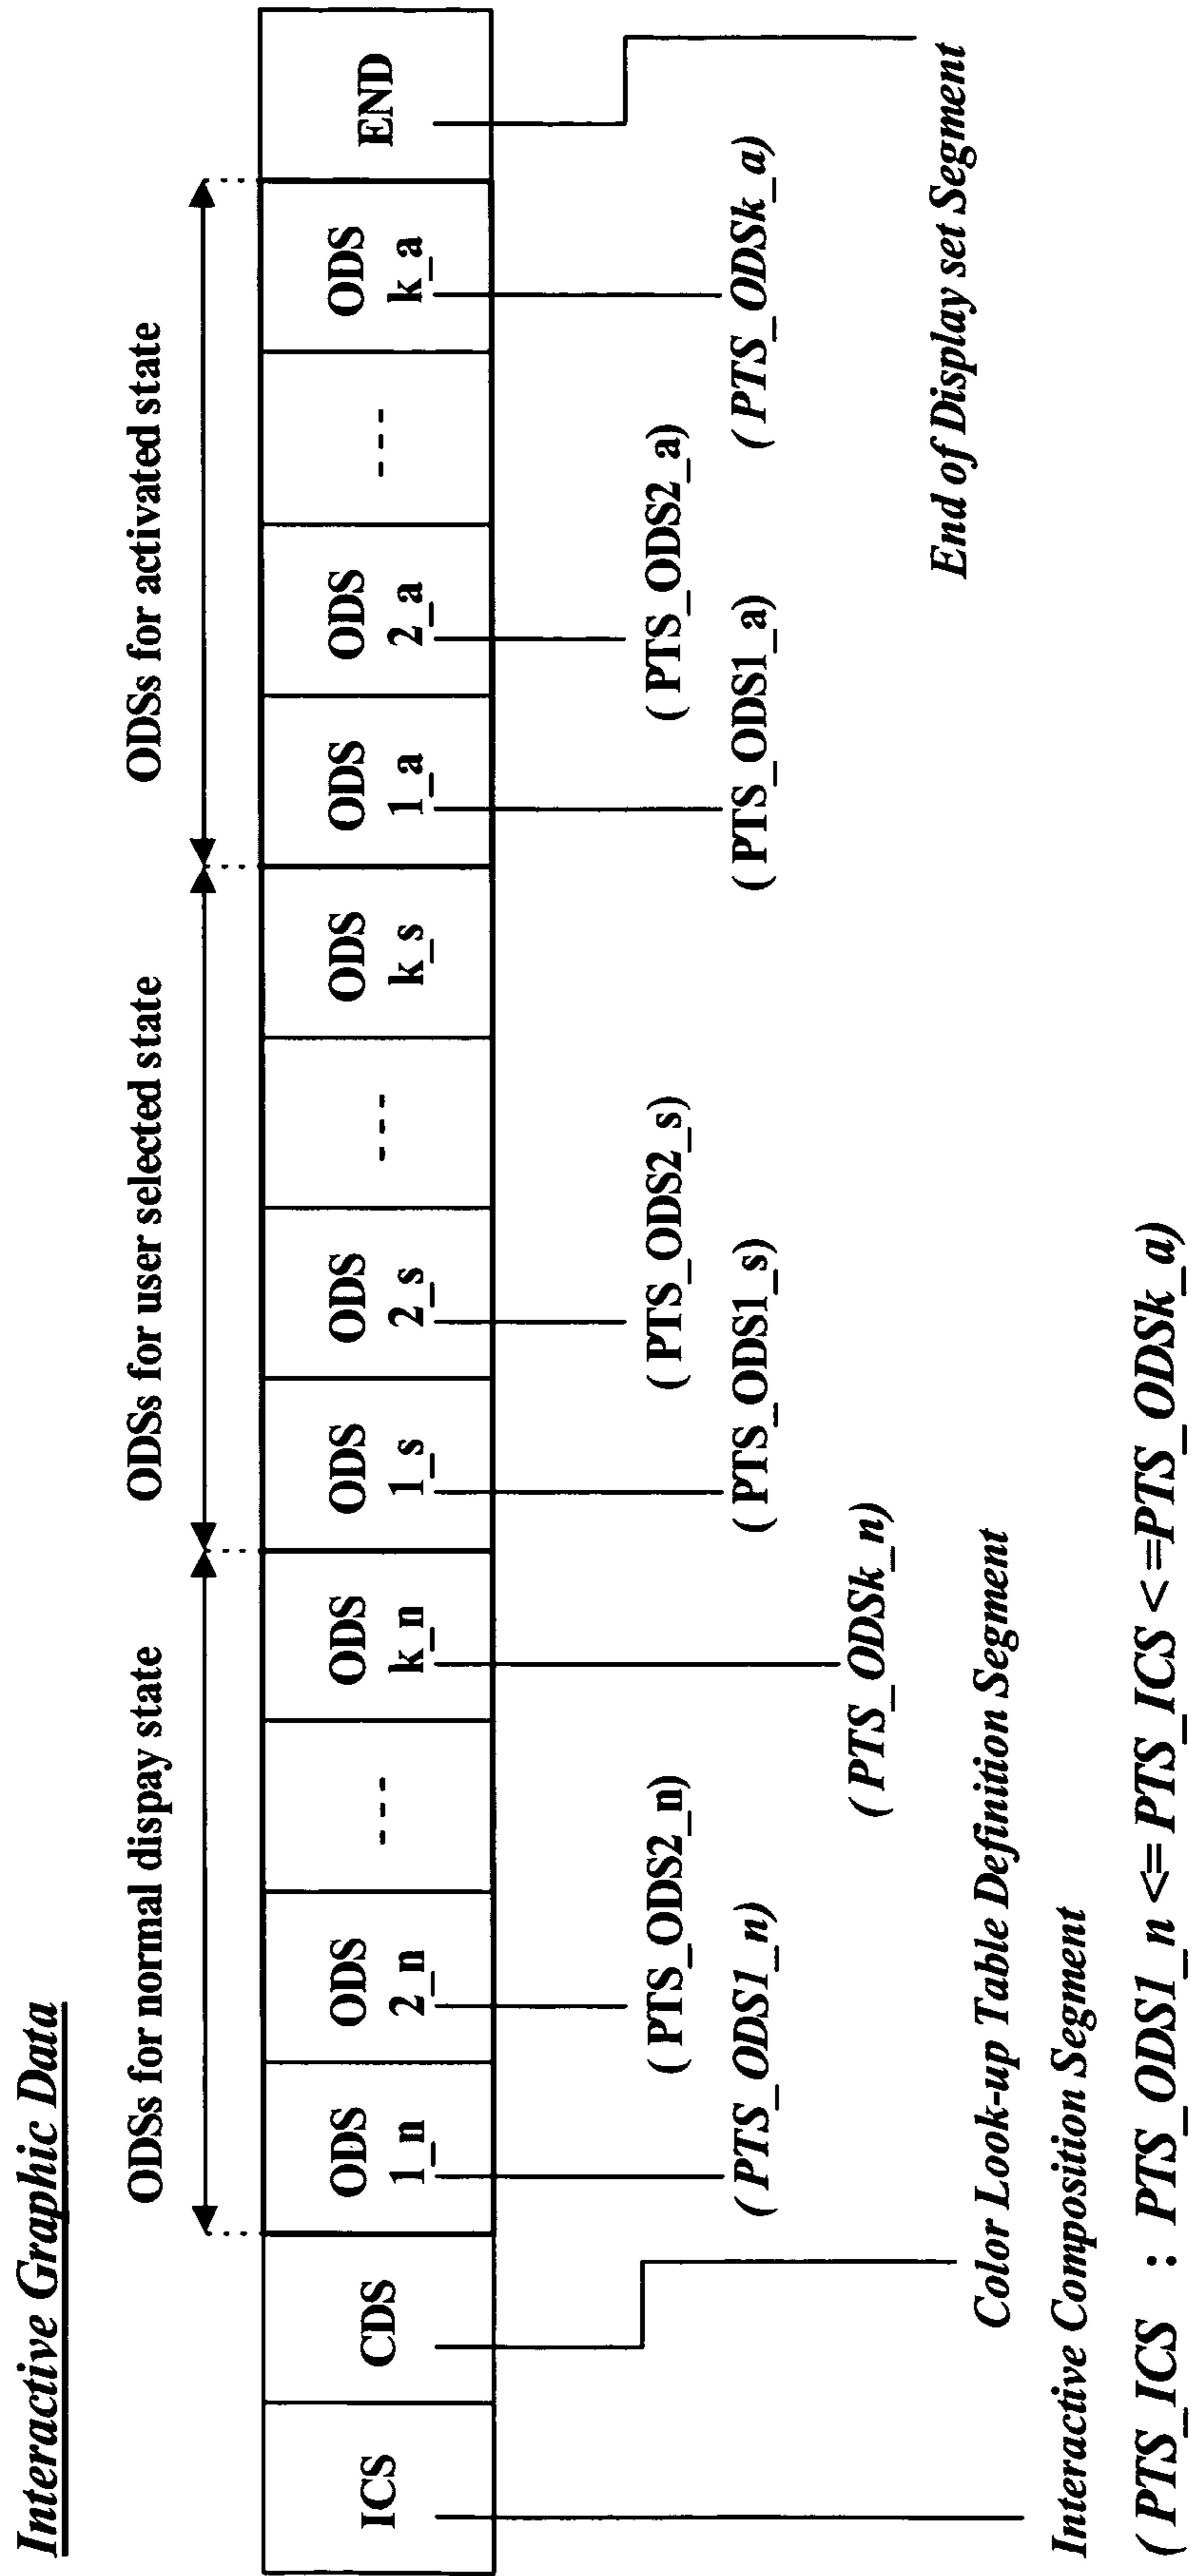 Interactive Graphic Data
ODSs for normal dispay state
ODSs for user selected state
ODSs for activated state
ICS
CDS
ODS
1_n
ODS
2_n
---
ODS
k_n
ODS
1_s
ODS
2_s
---
ODS
k_s
ODS
1_a
ODS
2_a
---
ODS
k_a
END
( PTS_ODS2_n)
( PTS_ODS2_s)
( PTS_ODS2_a)
( PTS_ODS1_n)
( PTS_ODS1_s)
( PTS_ODS1_a)
( PTS_ODSk_a)
( PTS_ODSk_n)
End of Display set Segment
Color Look-up Table Definition Segment
Interactive Composition Segment
( PTS_ICS : PTS_ODS1_n <= PTS_ICS <=PTS_ODSk_a)